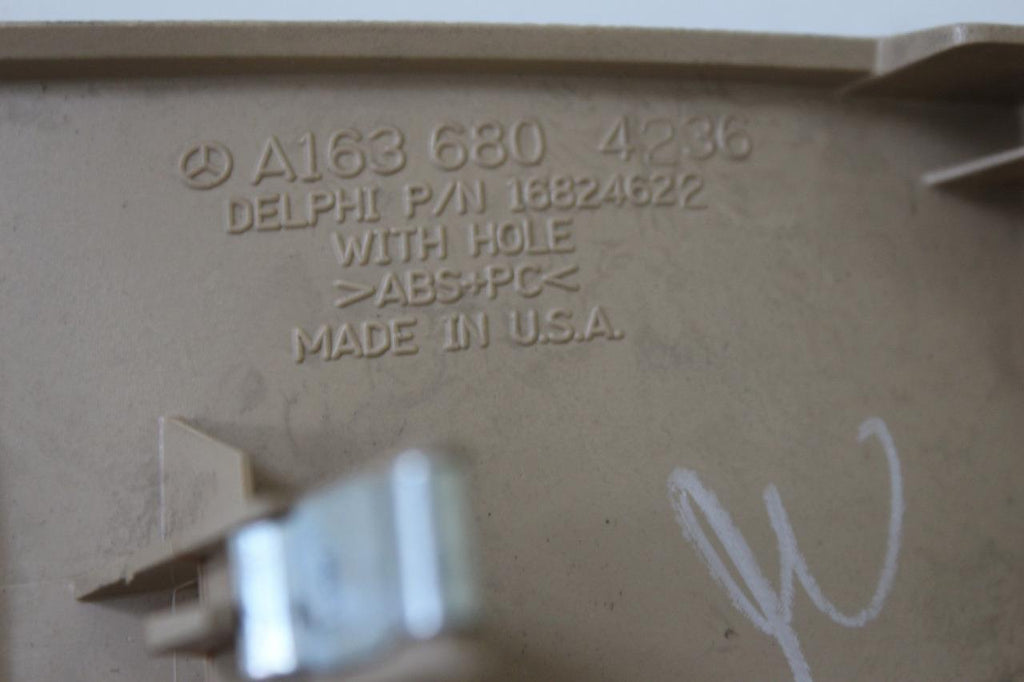 A163 680 4236
DELPHI P/N 16824622
WITH HOLE
>ABS+PC<
MADE IN U.S.A.